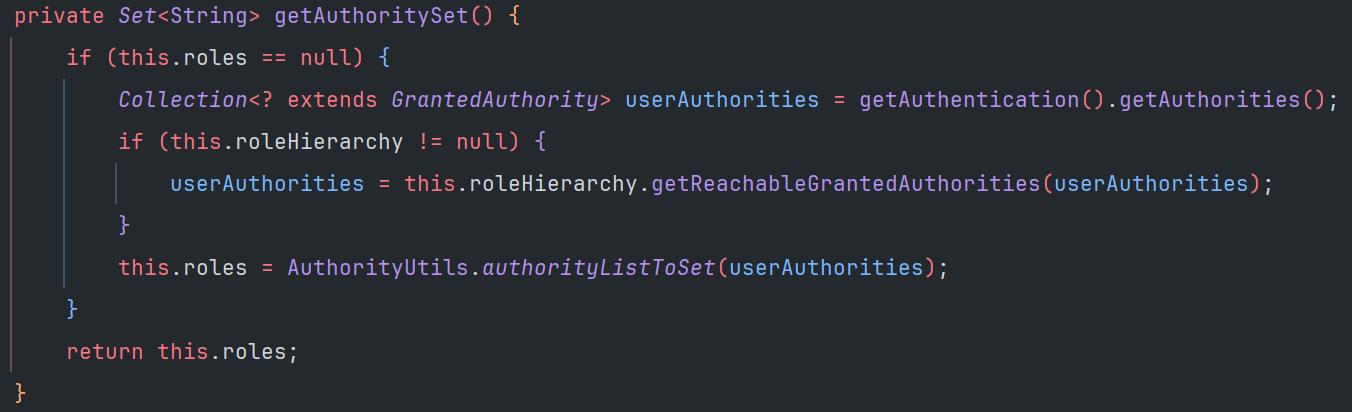 private Set<String> getAuthoritySet() {
    if (this.roles == null) {
        Collection<? extends GrantedAuthority> userAuthorities = getAuthentication().getAuthorities();
        if (this.roleHierarchy != null) {
            userAuthorities = this.roleHierarchy.getReachableGrantedAuthorities(userAuthorities);
        }
        this.roles = AuthorityUtils.authorityListToSet(userAuthorities);
    }
    return this.roles;
}